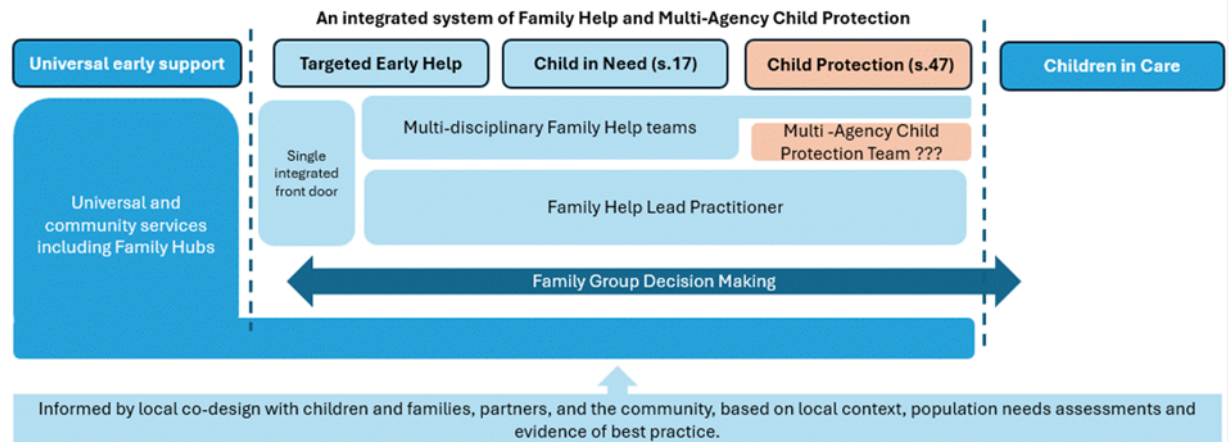 An integrated system of Family Help and Multi-Agency Child Protection
Universal early support
Targeted Early Help
Child in Need (s.17)
Child Protection (s.47)
Children in Care
Universal and
community services
including Family Hubs
Single
integrated
front door
Multi-disciplinary Family Help teams
Multi -Agency Child
Protection Team ???
Family Help Lead Practitioner
Family Group Decision Making
Informed by local co-design with children and families, partners, and the community, based on local context, population needs assessments and
evidence of best practice.